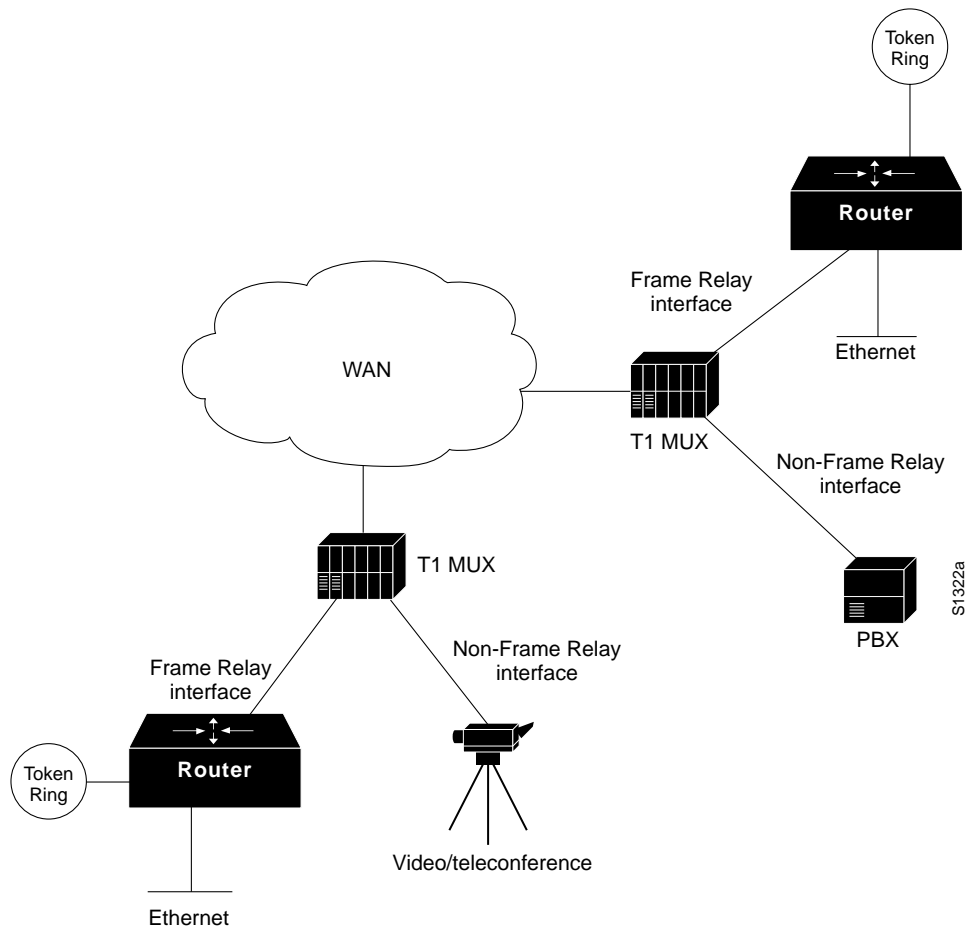 Token
Ring
Router
Frame Relay
interface
Ethernet
WAN
T1 MUX
Non-Frame Relay
interface
T1 MUX
PBX
S1322a
Non-Frame Relay
interface
Frame Relay
interface
Router
Token
Ring
Video/teleconference
Ethernet